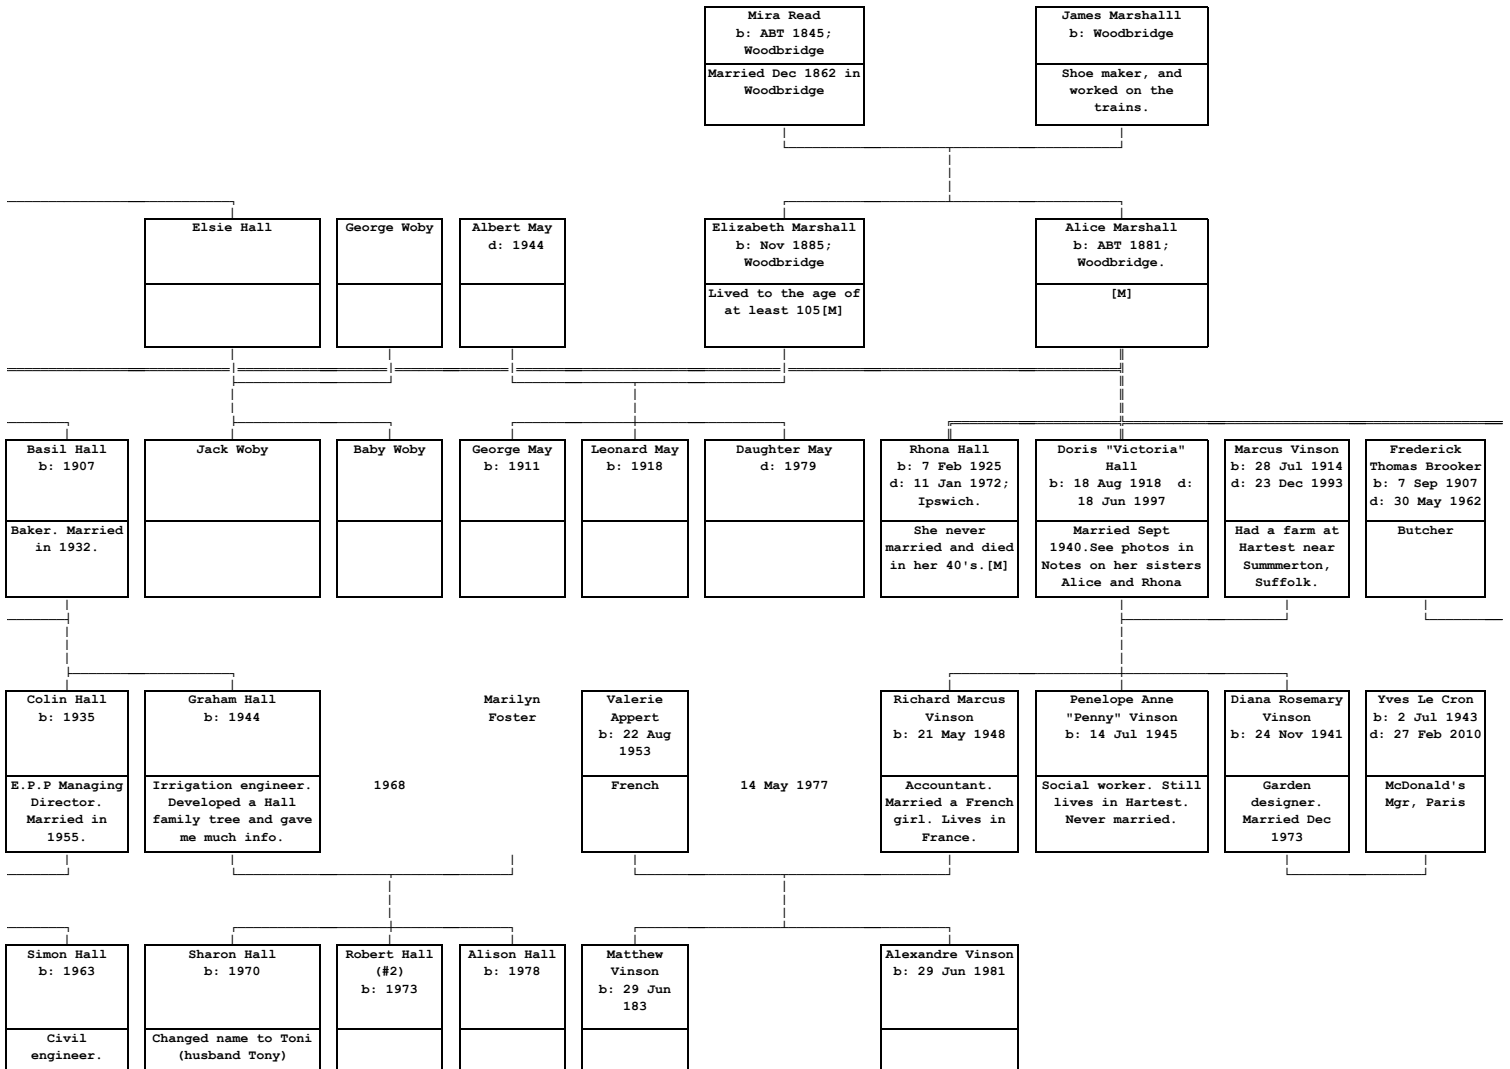 Mira Read
b: ABT 1845;
Woodbridge
Married Dec 1862 in
Woodbridge
James Marshalll
b: Woodbridge
Shoe maker, and
worked on the
trains.
Elsie Hall
George Woby
Albert May
d: 1944
Elizabeth Marshall
b: Nov 1885;
Woodbridge
Lived to the age of
at least 105[M]
Alice Marshall
b: ABT 1881;
Woodbridge.
[M]
Basil Hall
b: 1907
Baker. Married
in 1932.
Jack Woby
Baby Woby
George May
b: 1911
Leonard May
b: 1918
Daughter May
d: 1979
Rhona Hall
b: 7 Feb 1925
d: 11 Jan 1972;
Ipswich.
She never
married and died
in her 40's.[M]
Doris "Victoria"
Hall
b: 18 Aug 1918 d:
18 Jun 1997
Married Sept
1940.See photos in
Notes on her sisters
Alice and Rhona
Marcus Vinson
b: 28 Jul 1914
d: 23 Dec 1993
Had a farm at
Hartest near
Summmerton,
Suffolk.
Frederick
Thomas Brooker
b: 7 Sep 1907
d: 30 May 1962
Butcher
Colin Hall
b: 1935
E.P.P Managing
Director.
Married in
1955.
Graham Hall
b: 1944
Irrigation engineer.
Developed a Hall
family tree and gave
me much info.
1968
Marilyn
Foster
Valerie
Appert
b: 22 Aug
1953
French
14 May 1977
Richard Marcus
Vinson
b: 21 May 1948
Accountant.
Married a French
girl. Lives in
France.
Penelope Anne
"Penny" Vinson
b: 14 Jul 1945
Social worker. Still
lives in Hartest.
Never married.
Diana Rosemary
Vinson
b: 24 Nov 1941
Garden
designer.
Married Dec
1973
Yves Le Cron
b: 2 Jul 1943
d: 27 Feb 2010
McDonald's
Mgr, Paris
Simon Hall
b: 1963
Civil
engineer.
Sharon Hall
b: 1970
Changed name to Toni
(husband Tony)
Robert Hall
(#2)
b: 1973
Alison Hall
b: 1978
Matthew
Vinson
b: 29 Jun
183
Alexandre Vinson
b: 29 Jun 1981